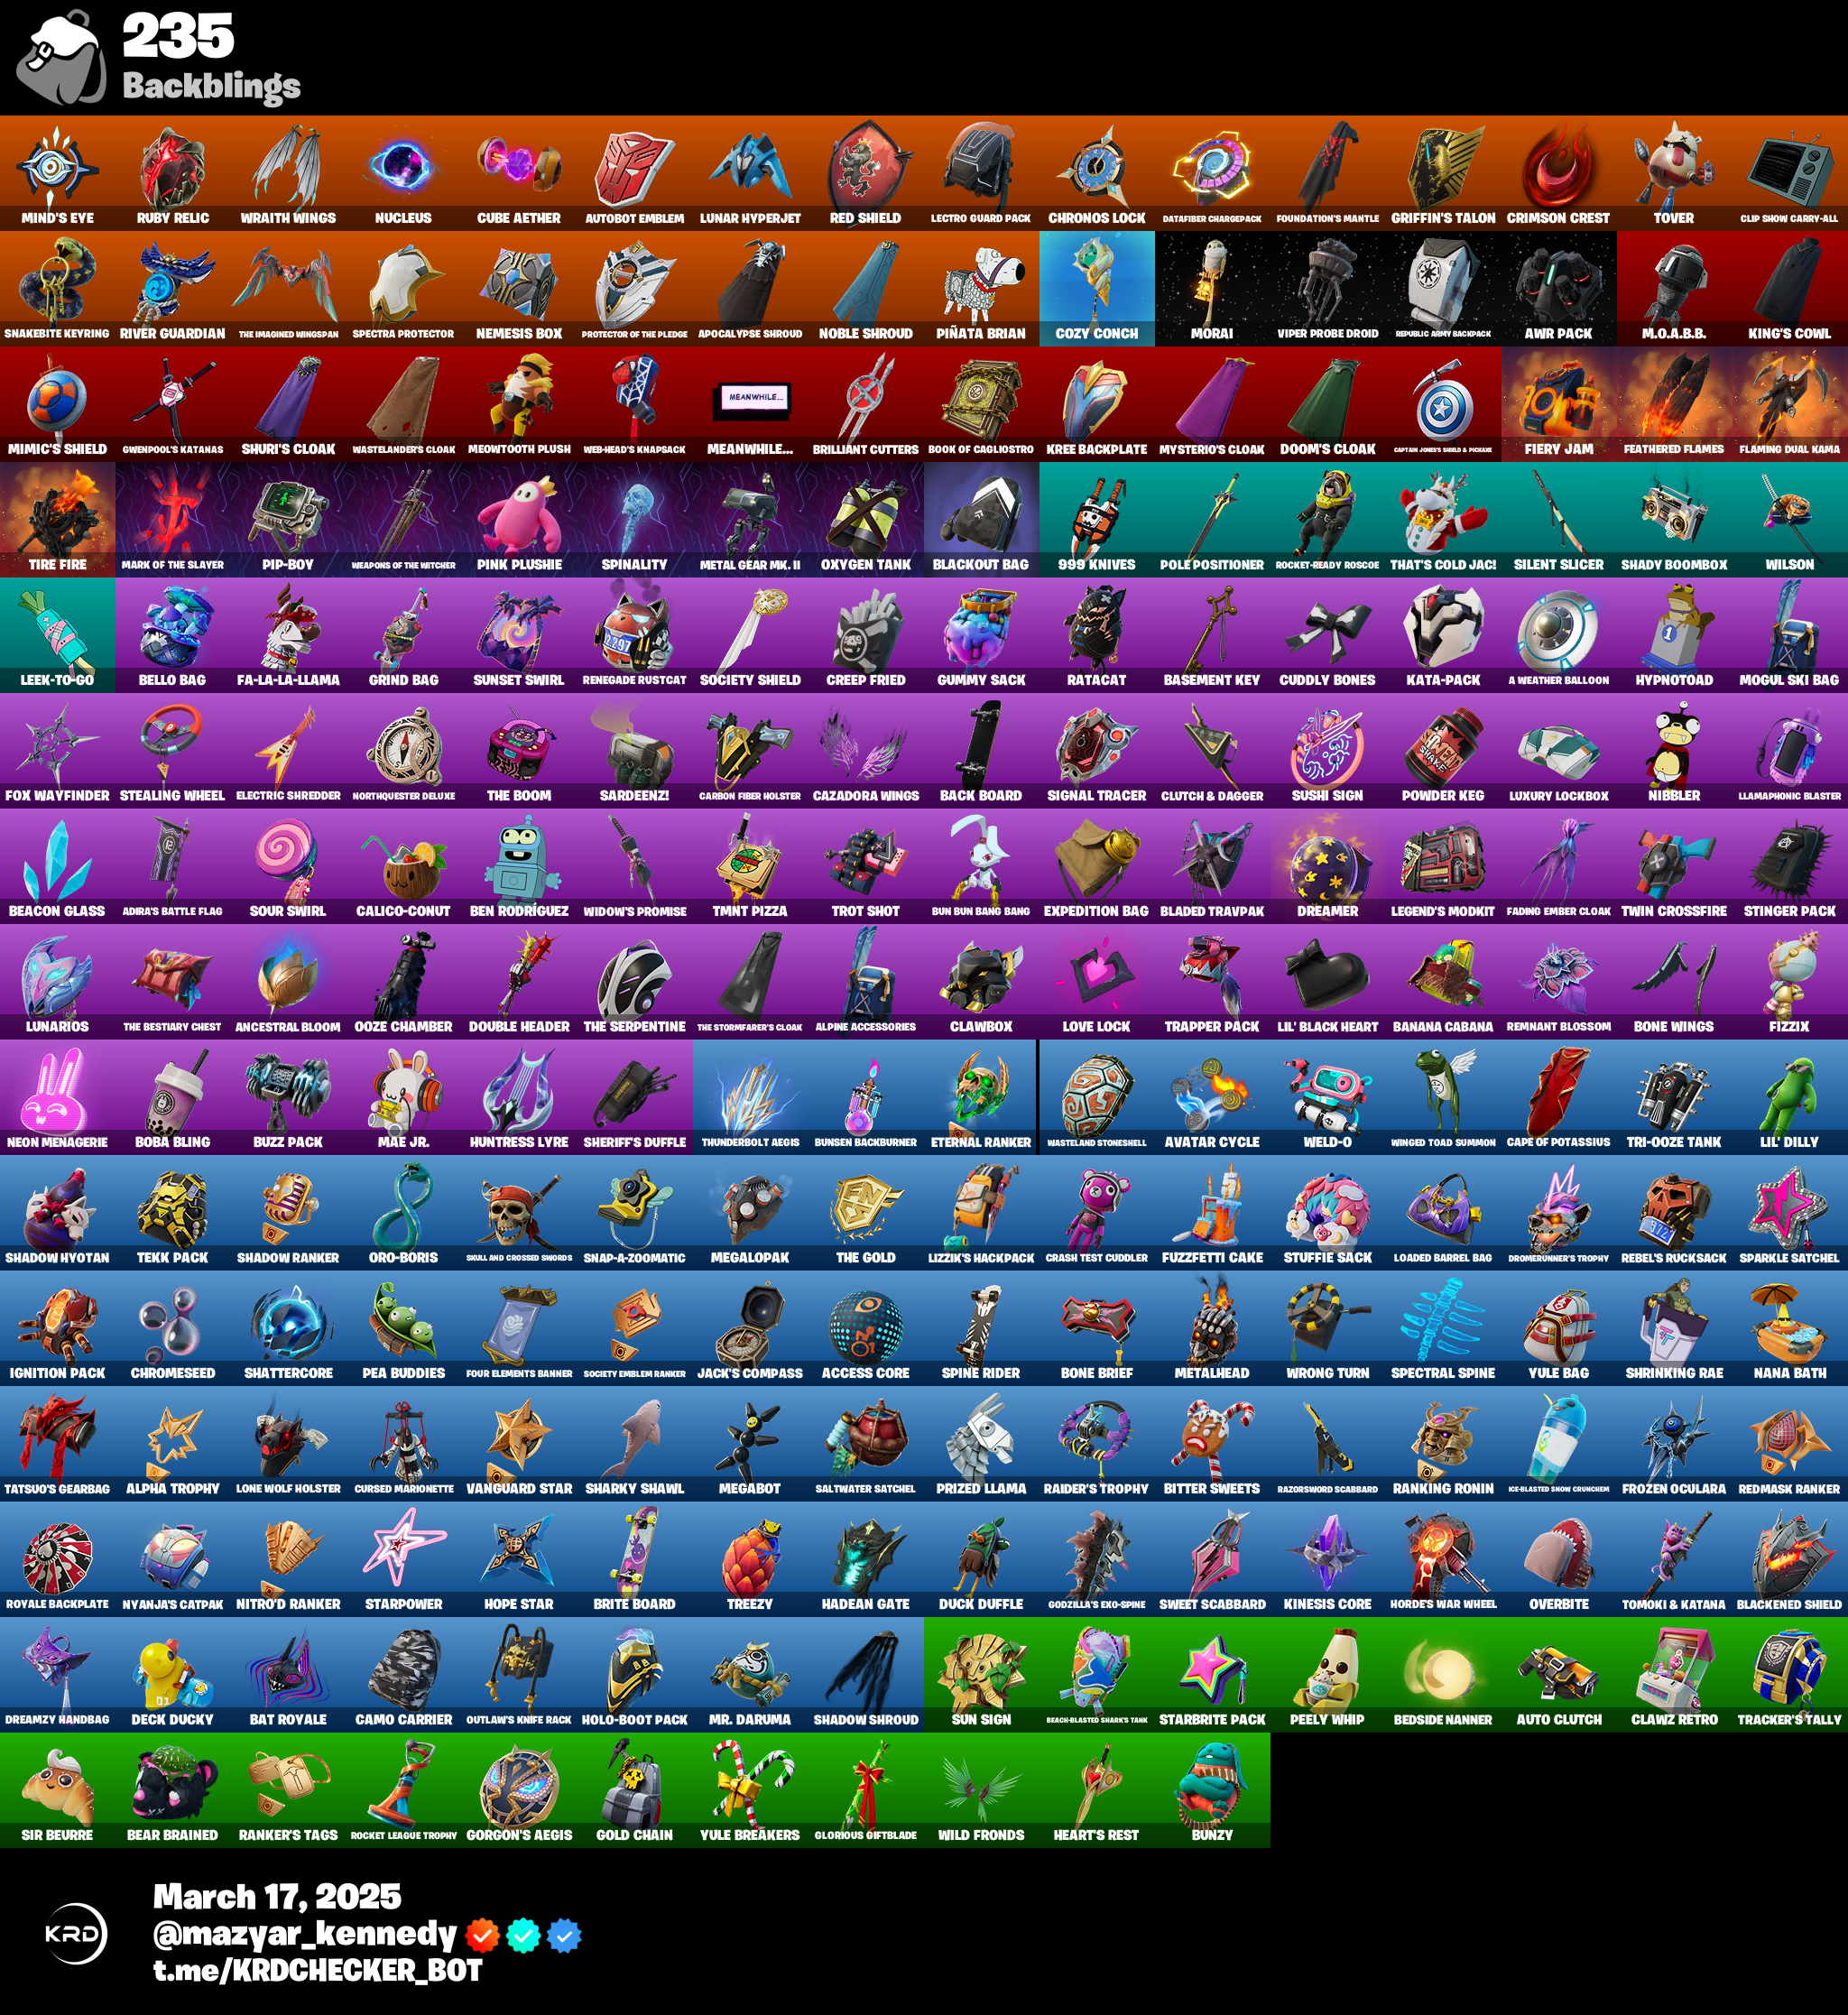 235
Backblings
MIND'S EYE RUBY RELIC WRAITH WINGS NUCLEUS CUBE AETHER AUTOBOT EMBLEM LUNAR HYPERJET RED SHIELD LECTRO GUARD PACK CHRONOS LOCK DATAFIBER CHARGEPACK FOUNDATION'S MANTLE GRIFFIN'S TALON CRIMSON CREST TOVER CLIP SHOW CARRY-ALL
SNAKEBITE KEYRING RIVER GUARDIAN THE IMAGINED WINGSPAN SPECTRA PROTECTOR NEMESIS BOX PROTECTOR OF THE PLEDGE APOCALYPSE SHROUD NOBLE SHROUD PIÑATA BRIAN COZY CONCH MORAI VIPER PROBE DROID REPUBLIC ARMY BACKPACK AWR PACK M.O.A.B.B. KING'S COWL
MEANWHILE...
MIMIC'S SHIELD GWENPOOL'S KATANAS SHURI'S CLOAK WASTELANDER'S CLOAK MEOWTOOTH PLUSH WEB-HEAD'S KNAPSACK MEANWHILE... BRILLIANT CUTTERS BOOK OF CAGLIOSTRO KREE BACKPLATE MYSTERIO'S CLOAK DOOM'S CLOAK CAPTAIN JONES'S SHIELD & PICKAXE FIERY JAM FEATHERED FLAMES FLAMING DUAL KAMA
TIRE FIRE MARK OF THE SLAYER PIP-BOY WEAPONS OF THE WITCHER PINK PLUSHIE SPINALITY METAL GEAR MK. II OXYGEN TANK BLACKOUT BAG 999 KNIVES POLE POSITIONER ROCKET-READY ROSCOE THAT'S COLD JAC! SILENT SLICER SHADY BOOMBOX WILSON
LEEK-TO-GO BELLO BAG FA-LA-LA-LLAMA GRIND BAG SUNSET SWIRL RENEGADE RUSTCAT SOCIETY SHIELD CREEP FRIED GUMMY SACK RATACAT BASEMENT KEY CUDDLY BONES KATA-PACK A WEATHER BALLOON HYPNOTOAD MOGUL SKI BAG
FOX WAYFINDER STEALING WHEEL ELECTRIC SHREDDER NORTHQUESTER DELUXE THE BOOM SARDEENZ! CARBON FIBER HOLSTER CAZADORA WINGS BACK BOARD SIGNAL TRACER CLUTCH & DAGGER SUSHI SIGN POWDER KEG LUXURY LOCKBOX NIBBLER LLAMAPHONIC BLASTER
BEACON GLASS ADIRA'S BATTLE FLAG SOUR SWIRL CALICO-CONUT BEN RODRÍGUEZ WIDOW'S PROMISE TMNT PIZZA TROT SHOT BUN BUN BANG BANG EXPEDITION BAG BLADED TRAVPAK DREAMER LEGEND'S MODKIT FADING EMBER CLOAK TWIN CROSSFIRE STINGER PACK
LUNARIOS THE BESTIARY CHEST ANCESTRAL BLOOM OOZE CHAMBER DOUBLE HEADER THE SERPENTINE THE STORMFARER'S CLOAK ALPINE ACCESSORIES CLAWBOX LOVE LOCK TRAPPER PACK LIL' BLACK HEART BANANA CABANA REMNANT BLOSSOM BONE WINGS FIZZIX
NEON MENAGERIE BOBA BLING BUZZ PACK MAE JR. HUNTRESS LYRE SHERIFF'S DUFFLE THUNDERBOLT AEGIS BUNSEN BACKBURNER ETERNAL RANKER WASTELAND STONESHELL AVATAR CYCLE WELD-O WINGED TOAD SUMMON CAPE OF POTASSIUS TRI-OOZE TANK LIL' DILLY
SHADOW HYOTAN TEKK PACK SHADOW RANKER ORO-BORIS SKULL AND CROSSED SWORDS SNAP-A-ZOOMATIC MEGALOPAK THE GOLD LIZZIK'S HACKPACK CRASH TEST CUDDLER FUZZFETTI CAKE STUFFIE SACK LOADED BARREL BAG DROMERUNNER'S TROPHY REBEL'S RUCKSACK SPARKLE SATCHEL
IGNITION PACK CHROMESEED SHATTERCORE PEA BUDDIES FOUR ELEMENTS BANNER SOCIETY EMBLEM RANKER JACK'S COMPASS ACCESS CORE SPINE RIDER BONE BRIEF METALHEAD WRONG TURN SPECTRAL SPINE YULE BAG SHRINKING RAE NANA BATH
TATSUO'S GEARBAG ALPHA TROPHY LONE WOLF HOLSTER CURSED MARIONETTE VANGUARD STAR SHARKY SHAWL MEGABOT SALTWATER SATCHEL PRIZED LLAMA RAIDER'S TROPHY BITTER SWEETS RAZORSWORD SCABBARD RANKING RONIN ICE-BLASTED SNOW CRUNCHEM FROZEN OCULARA REDMASK RANKER
ROYALE BACKPLATE NYANJA'S CATPAK NITRO'D RANKER STARPOWER HOPE STAR BRITE BOARD TREEZY HADEAN GATE DUCK DUFFLE GODZILLA'S EXO-SPINE SWEET SCABBARD KINESIS CORE HORDE'S WAR WHEEL OVERBITE TOMOKI & KATANA BLACKENED SHIELD
DREAMZY HANDBAG DECK DUCKY BAT ROYALE CAMO CARRIER OUTLAW'S KNIFE RACK HOLO-BOOT PACK MR. DARUMA SHADOW SHROUD SUN SIGN BEACH-BLASTED SHARK'S TANK STARBRITE PACK PEELY WHIP BEDSIDE NANNER AUTO CLUTCH CLAWZ RETRO TRACKER'S TALLY
SIR BEURRE BEAR BRAINED RANKER'S TAGS ROCKET LEAGUE TROPHY GORGON'S AEGIS GOLD CHAIN YULE BREAKERS GLORIOUS GIFTBLADE WILD FRONDS HEART'S REST BUNZY
March 17, 2025
KRD
@mazyar_kennedy
t.me/KRDCHECKER_BOT